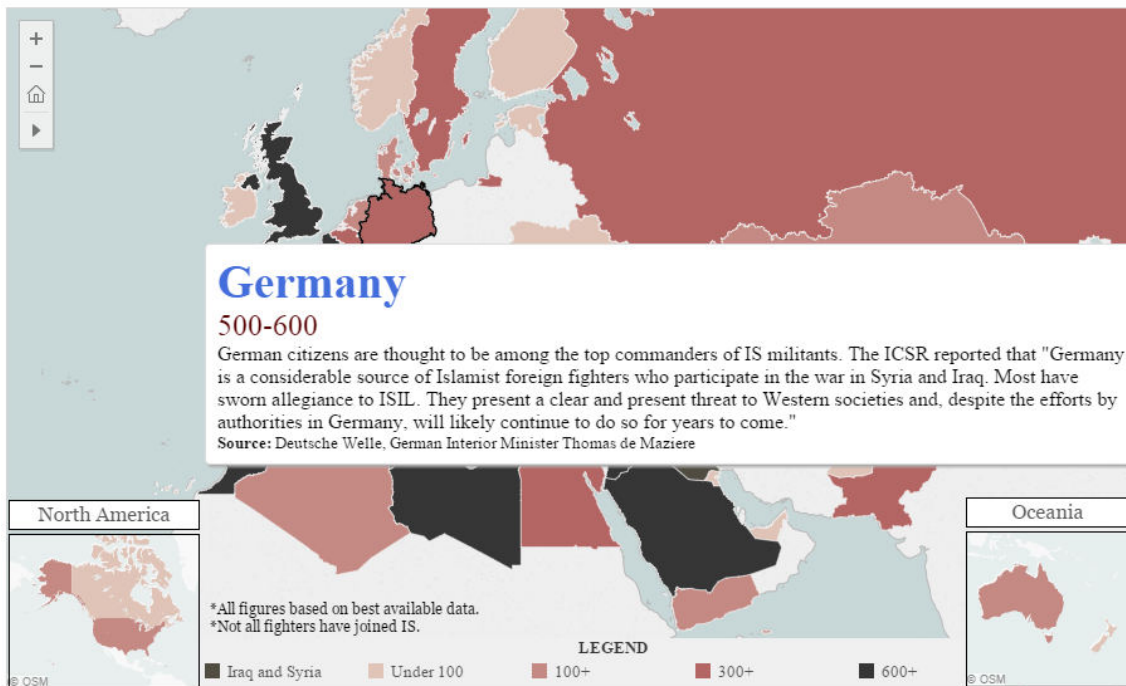 Germany
500-600
German citizens are thought to be among the top commanders of IS militants. The ICSR reported that "Germany
is a considerable source of Islamist foreign fighters who participate in the war in Syria and Iraq. Most have
sworn allegiance to ISIL. They present a clear and present threat to Western societies and, despite the efforts by
authorities in Germany, will likely continue to do so for years to come."
Source: Deutsche Welle, German Interior Minister Thomas de Maziere
North America
Oceania
*All figures based on best available data.
*Not all fighters have joined IS.
LEGEND
Iraq and Syria Under 100 100+ 300+ 600+
© OSM
© OSM